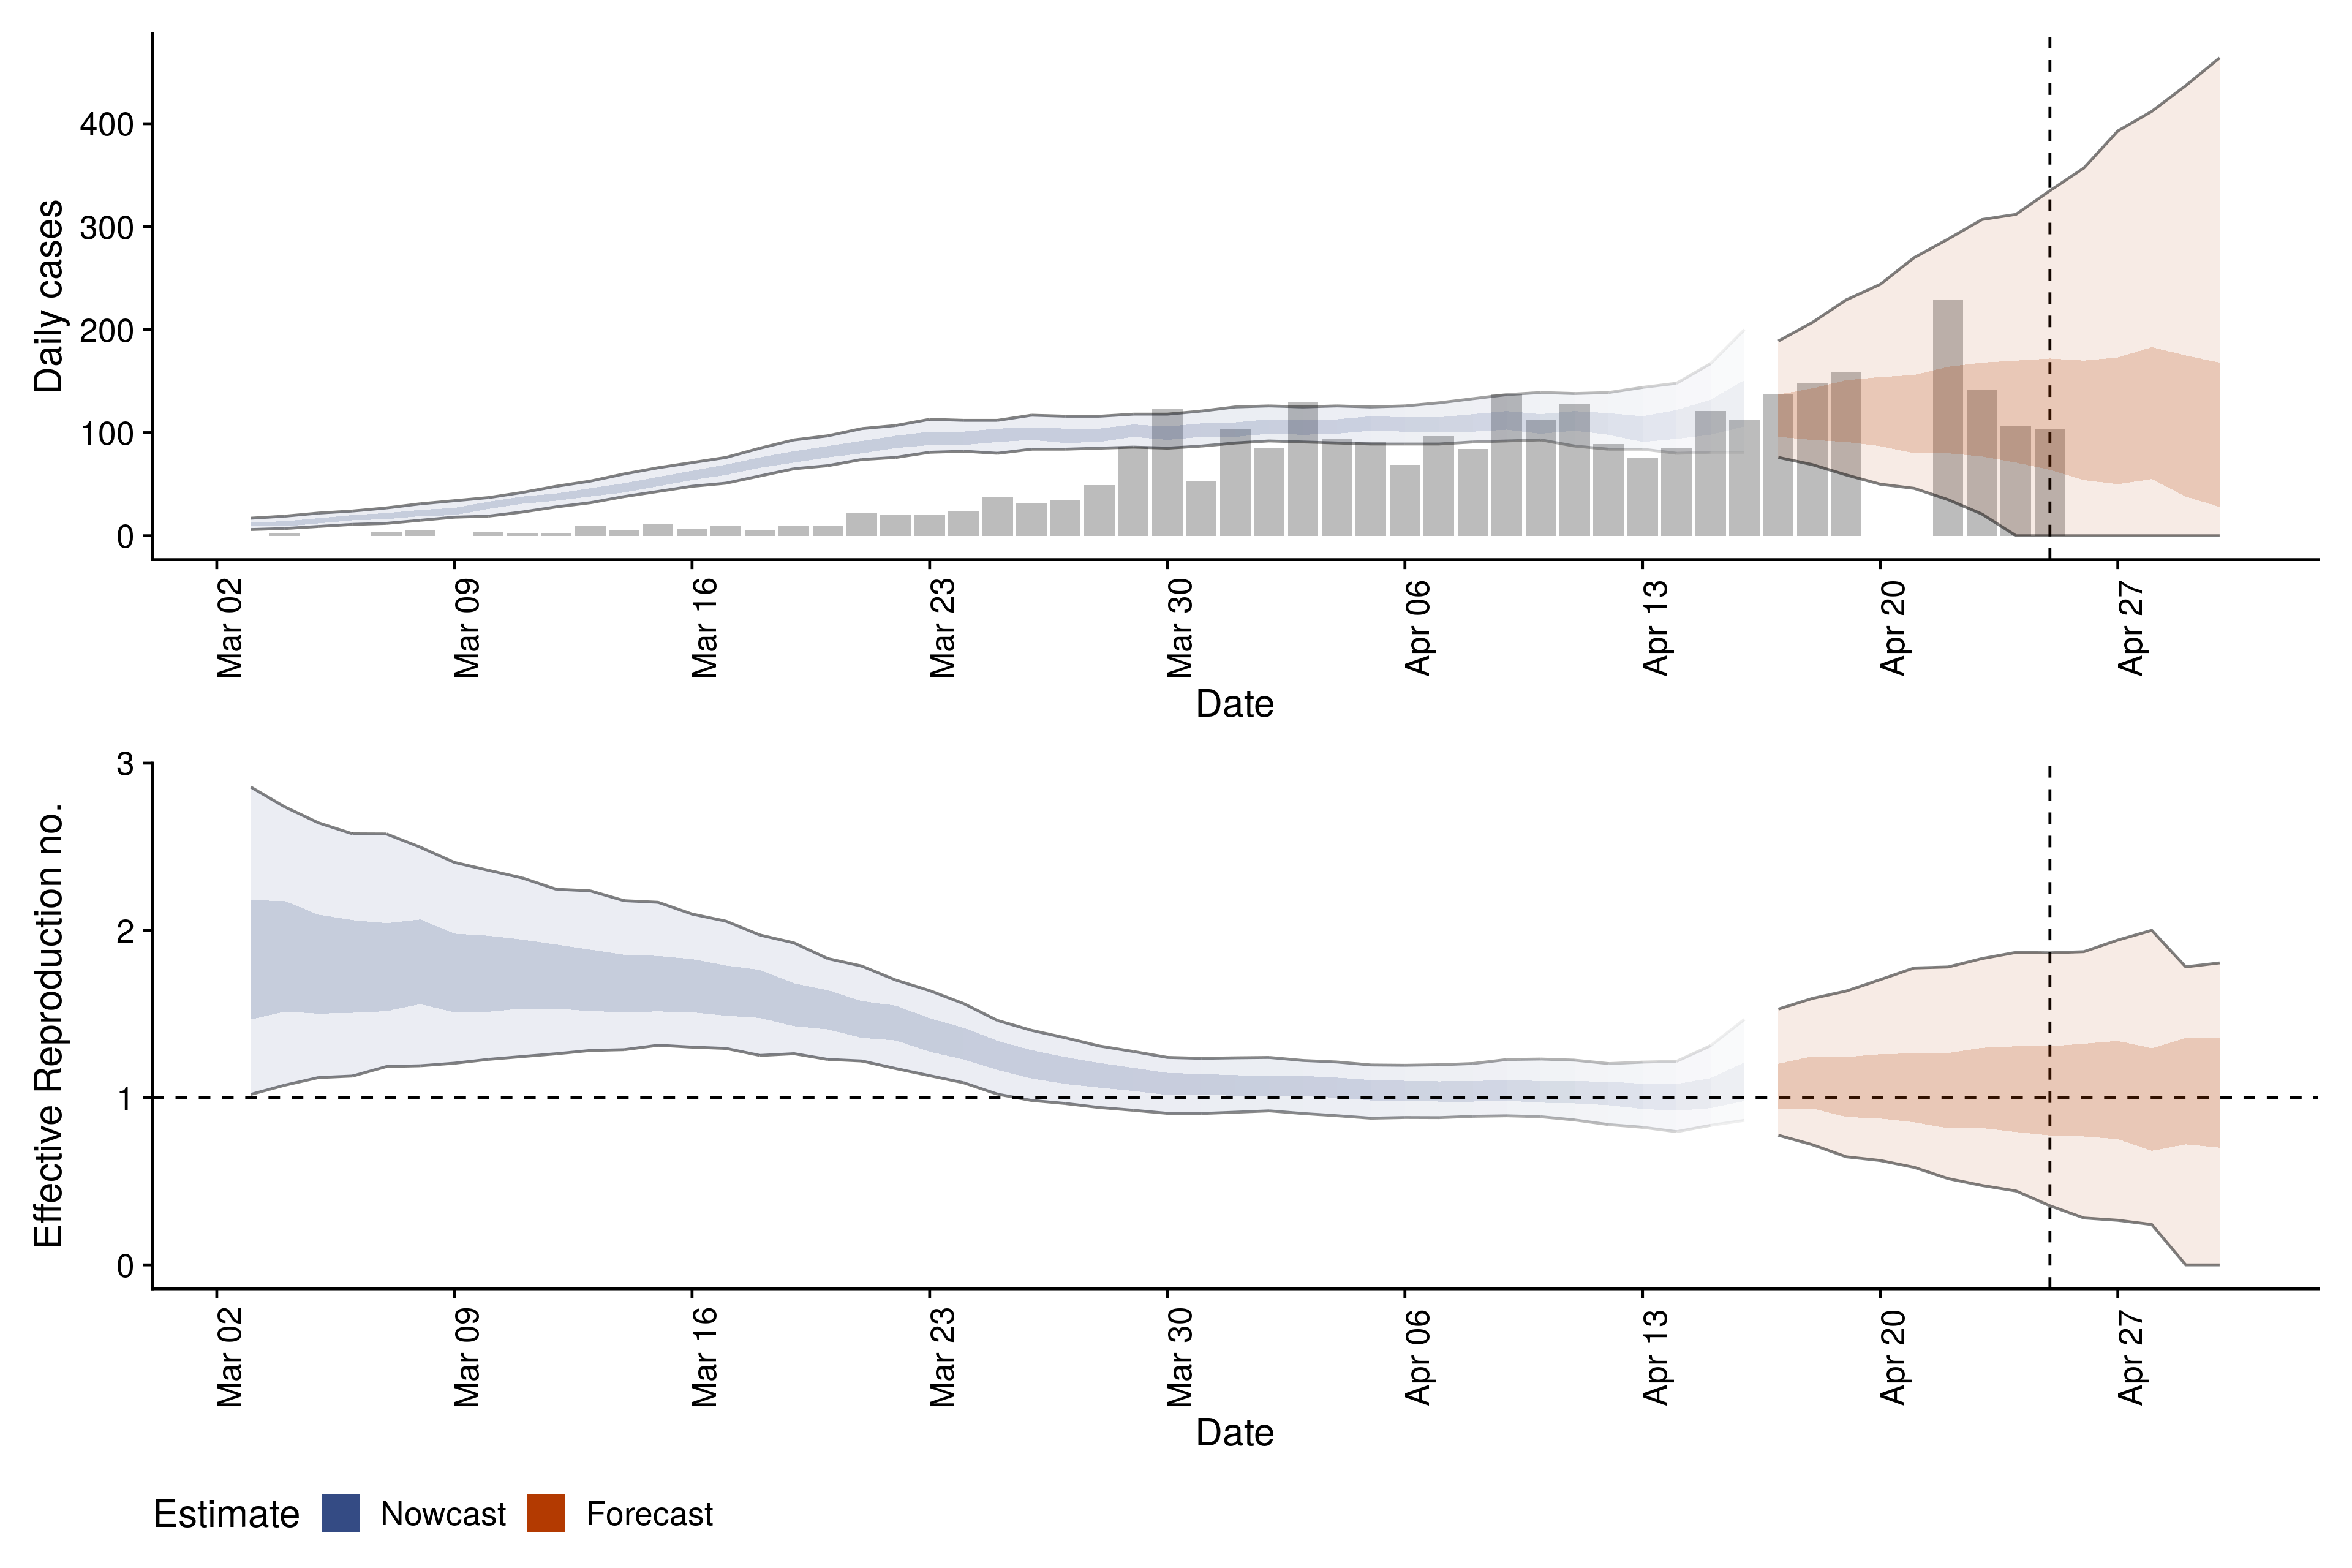 Daily cases
400
300
200
100
0
Mar 02
Mar 09
Mar 16
Mar 23
Mar 30
Apr 06
Apr 13
Apr 20
Apr 27
Date
Effective Reproduction no.
3
2
1
0
Mar 02
Mar 09
Mar 16
Mar 23
Mar 30
Apr 06
Apr 13
Apr 20
Apr 27
Date
Estimate Nowcast Forecast